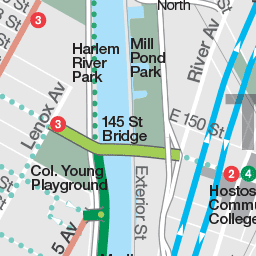 North
3
St
Harlem
River
Park
Mill
Pond
Park
River Av
Lenox Av
3
145 St
Bridge
E 150 St
Col. Young
Playground
2
4
Hostos
Commu
College
5 Av
Exterior St